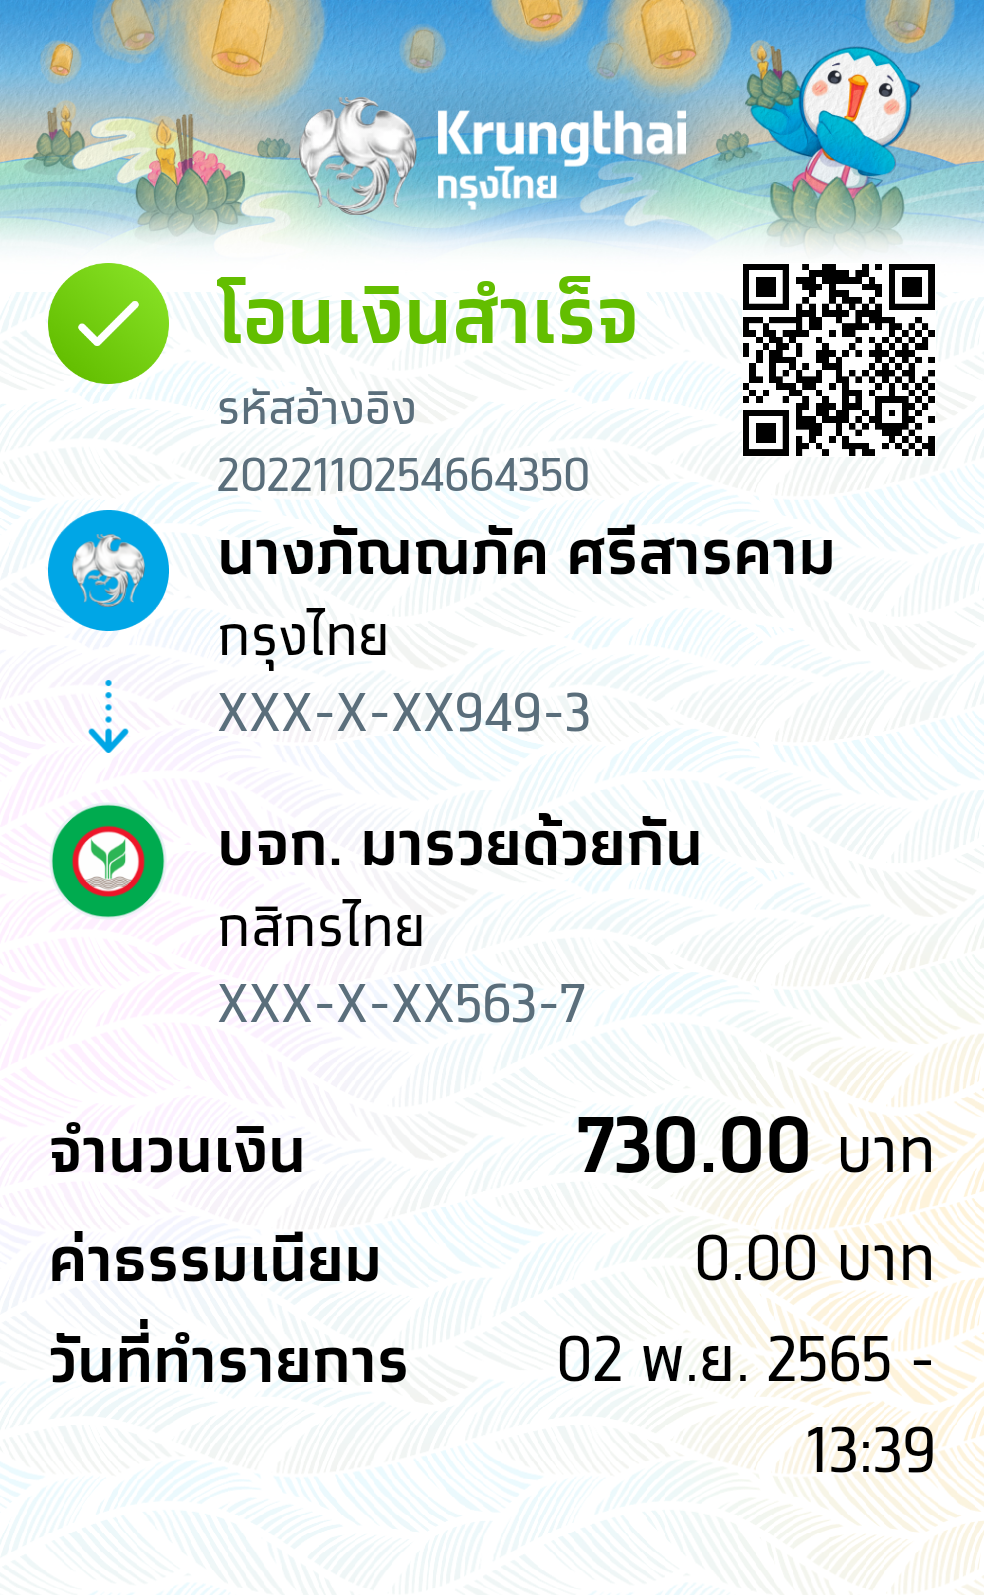 Krungthai
กรุงไทย
โอนเงินสำเร็จ
รหัสอ้างอิง
2022110254664350
นางภัณณภัค ศรีสารคาม
กรุงไทย
XXX-X-XX949-3
บจก. มารวยด้วยกัน
กสิกรไทย
XXX-X-XX563-7
จำนวนเงิน 730.00 บาท
ค่าธรรมเนียม 0.00 บาท
วันที่ทำรายการ 02 พ.ย. 2565 -
13:39